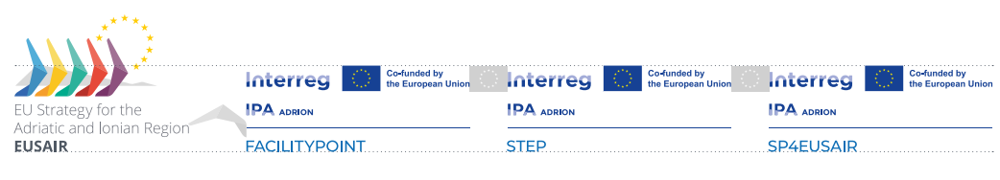 EU Strategy for the
Adriatic and Ionian Region
EUSAIR
Interreg
Co-funded by
the European Union
IPA ADRION
FACILITYPOINT
Interreg
Co-funded by
the European Union
IPA ADRION
STEP
Interreg
Co-funded by
the European Union
IPA ADRION
SP4EUSAIR